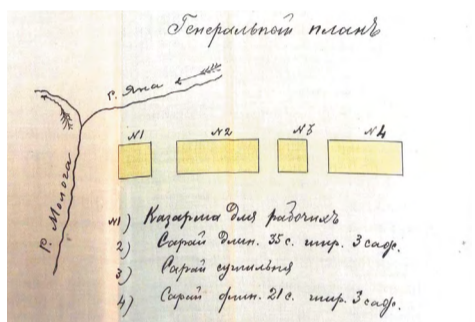 Генеральный планъ
р. Яна
р. Молога
№1 №2 №3 №4
№1) Казарма для рабочихъ
2) Сарай длин. 35 с. шир. 3 саж.
3) Сарай сушильня
4) Сарай длин. 21 с. шир. 3 саж.